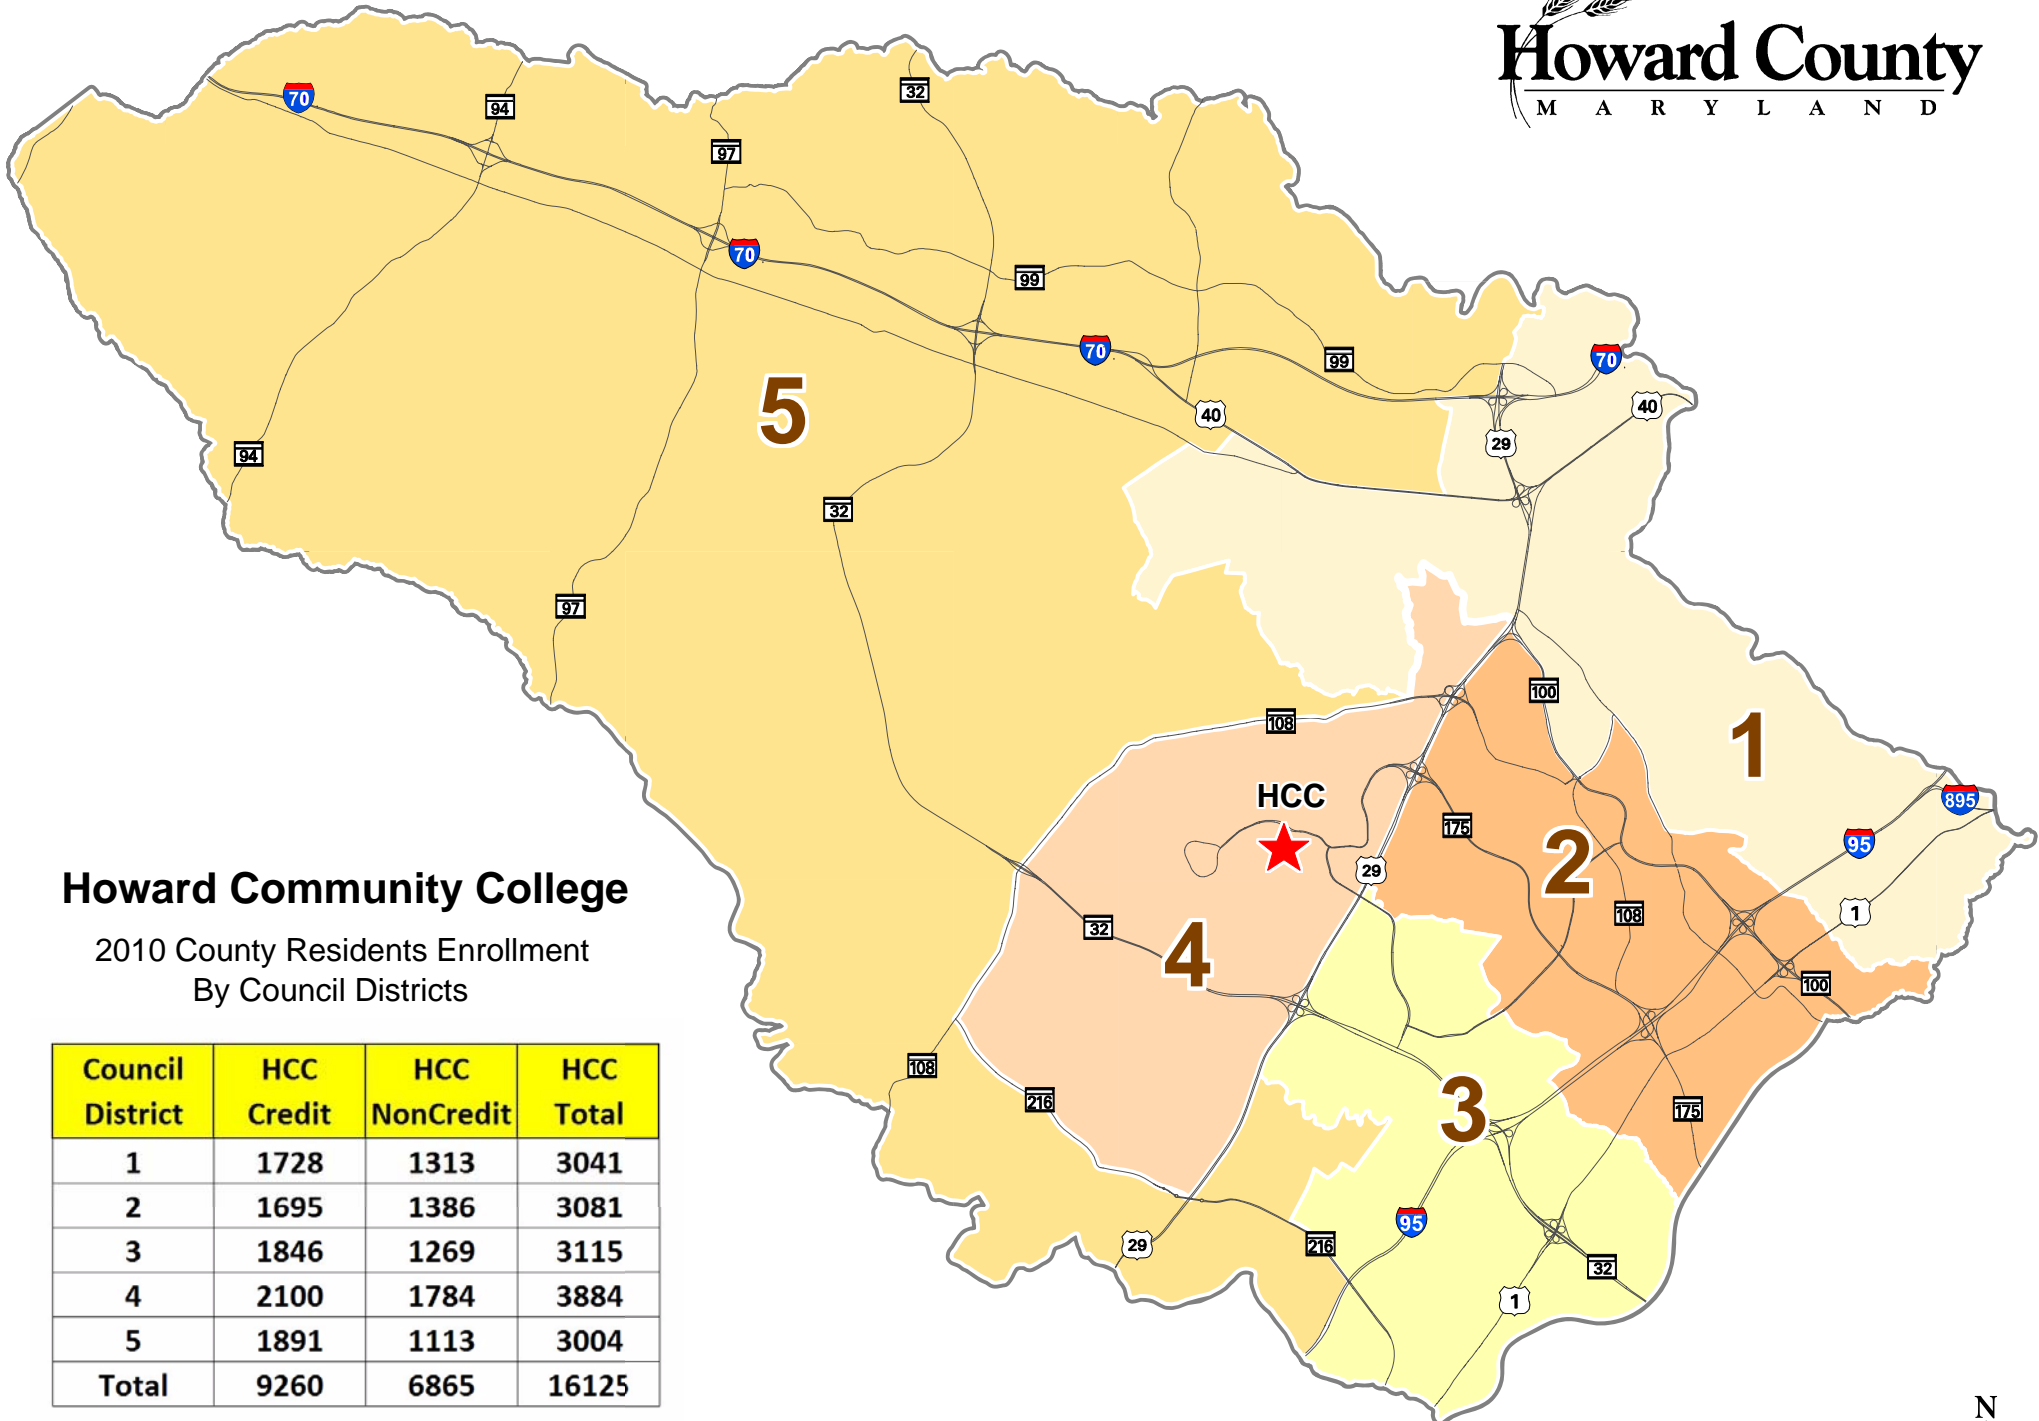 Howard County
MARYLAND
70
94
97
32
70
99
70
99
70
40
40
29
5
94
32
97
100
108
1
HCC
895
175
95
2
29
108
1
32
4
100
108
216
3
175
95
29
216
32
1
Howard Community College
2010 County Residents Enrollment
By Council Districts
Council District HCC Credit HCC NonCredit HCC Total
1 1728 1313 3041
2 1695 1386 3081
3 1846 1269 3115
4 2100 1784 3884
5 1891 1113 3004
Total 9260 6865 16125
N